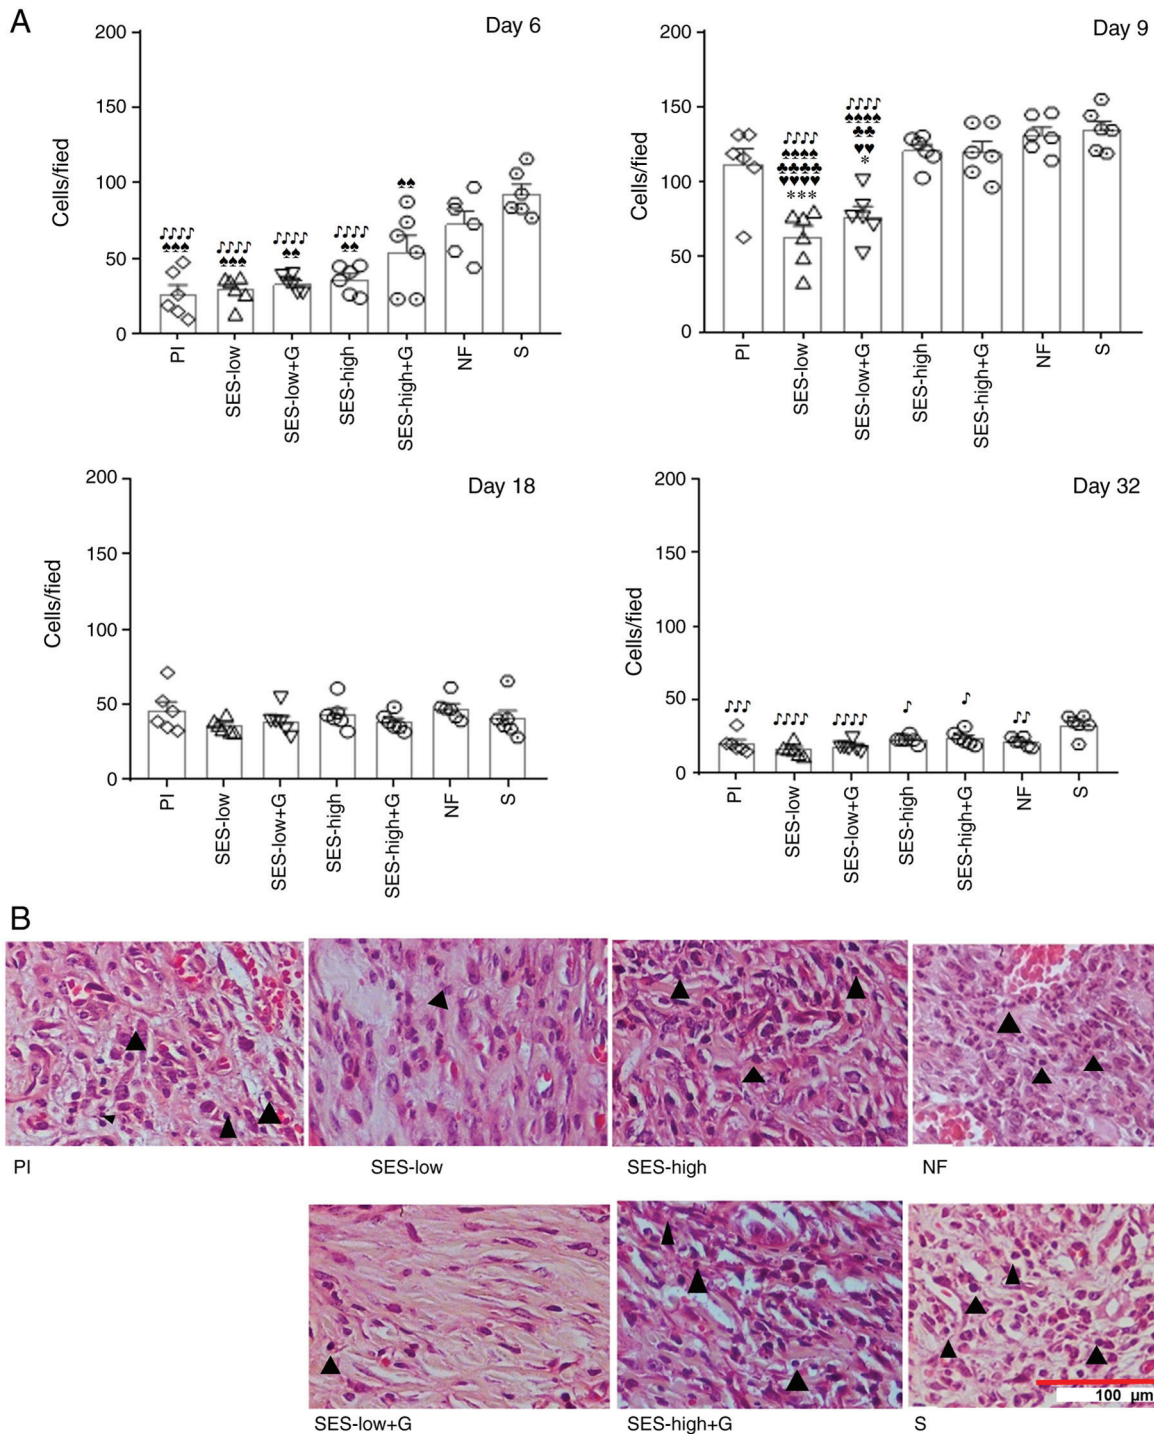 A
Day 6
Cells/fied
200
150
100
50
0
♪♪♪♪
♠♠♠
♪♪♪♪
♠♠♠
♪♪♪♪
♠♠
♪♪♪♪
♠♠
♠♠
PI
SES-low
SES-low+G
SES-high
SES-high+G
NF
S
Day 9
Cells/fied
200
150
100
50
0
♪♪♪♪
♠♠♠♠
♣♣♣♣
♥♥♥♥
***
♪♪♪♪
♠♠♠♠
♣♣
♥♥
*
PI
SES-low
SES-low+G
SES-high
SES-high+G
NF
S
Day 18
Cells/fied
200
150
100
50
0
PI
SES-low
SES-low+G
SES-high
SES-high+G
NF
S
Day 32
Cells/fied
200
150
100
50
0
♪♪♪
♪♪♪♪
♪♪♪♪
♪
♪
♪♪
PI
SES-low
SES-low+G
SES-high
SES-high+G
NF
S
B
PI
SES-low
SES-high
NF
100 µm
SES-low+G
SES-high+G
S